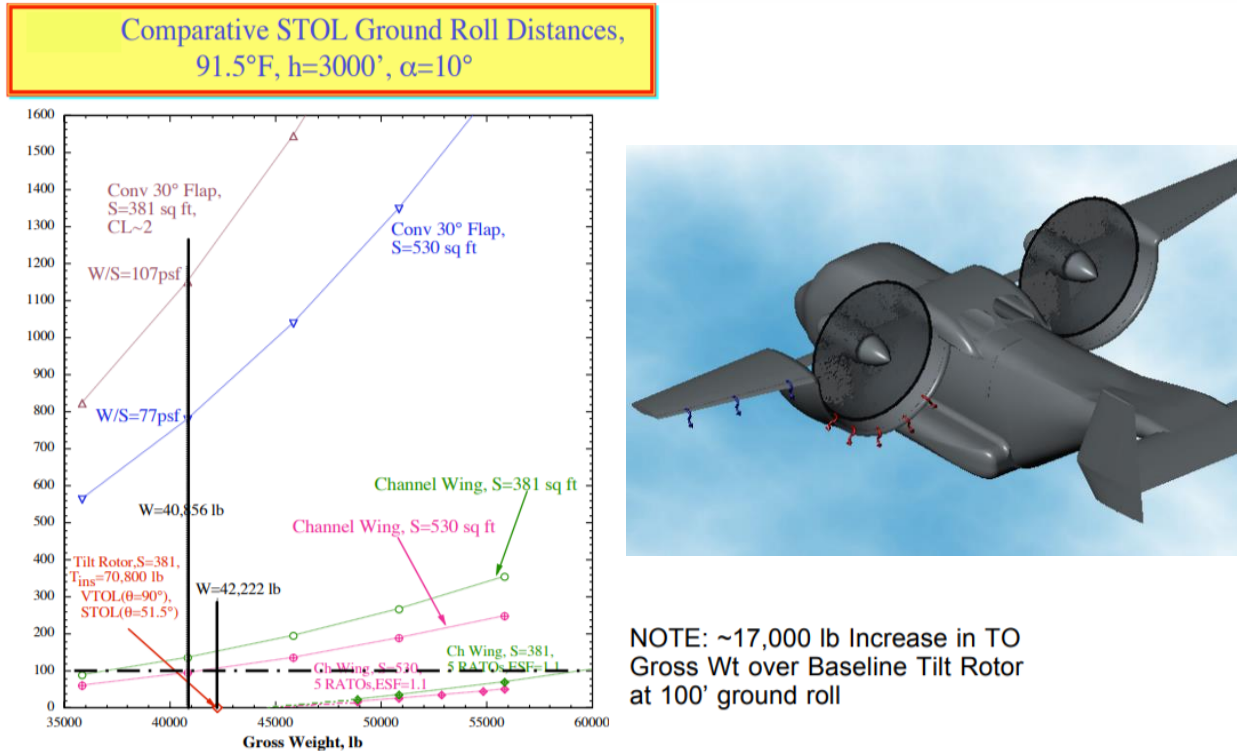 Comparative STOL Ground Roll Distances,
91.5°F, h=3000', α=10°
1600
1500
1400
1300
1200
1100
1000
900
800
700
600
500
400
300
200
100
0
Conv 30° Flap,
S=381 sq ft,
CL~2
Conv 30° Flap,
S=530 sq ft
W/S=107psf
W/S=77psf
Channel Wing, S=381 sq ft
W=40,856 lb
Channel Wing, S=530 sq ft
Tilt Rotor,S=381,
Tins=70,800 lb
VTOL(θ=90°),
STOL(θ=51.5°)
W=42,222 lb
Ch Wing, S=381,
5 RATOs,ESF=1.1
Ch Wing, S=530,
5 RATOs,ESF=1.1
35000 40000 45000 50000 55000 60000
Gross Weight, lb
NOTE: ~17,000 lb Increase in TO
Gross Wt over Baseline Tilt Rotor
at 100' ground roll